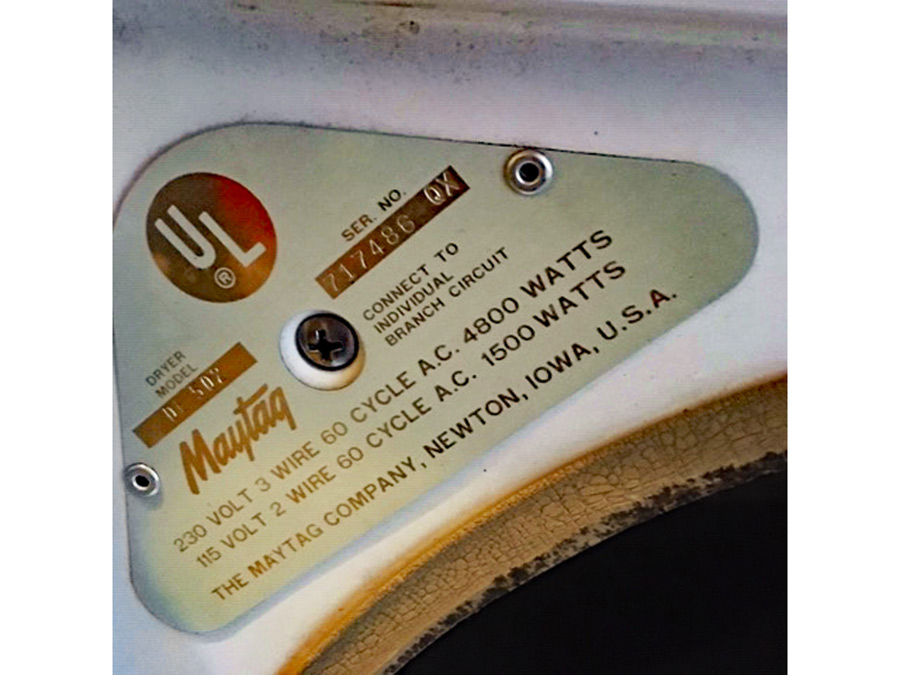 UL
®
SER. NO.
717486 QX
CONNECT TO
INDIVIDUAL
BRANCH CIRCUIT
DRYER
MODEL
502
Maytag
230 VOLT 3 WIRE 60 CYCLE A.C. 4800 WATTS
115 VOLT 2 WIRE 60 CYCLE A.C. 1500 WATTS
THE MAYTAG COMPANY, NEWTON, IOWA, U.S.A.